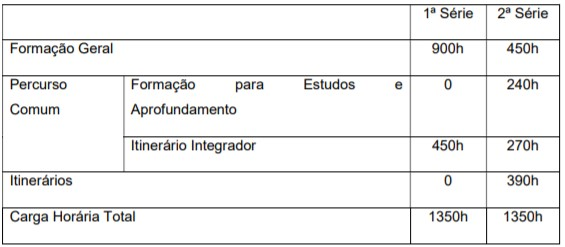 1ª Série 2ª Série
Formação Geral 900h 450h
Percurso Comum Formação para Estudos e Aprofundamento 0 240h
Itinerário Integrador 450h 270h
Itinerários 0 390h
Carga Horária Total 1350h 1350h